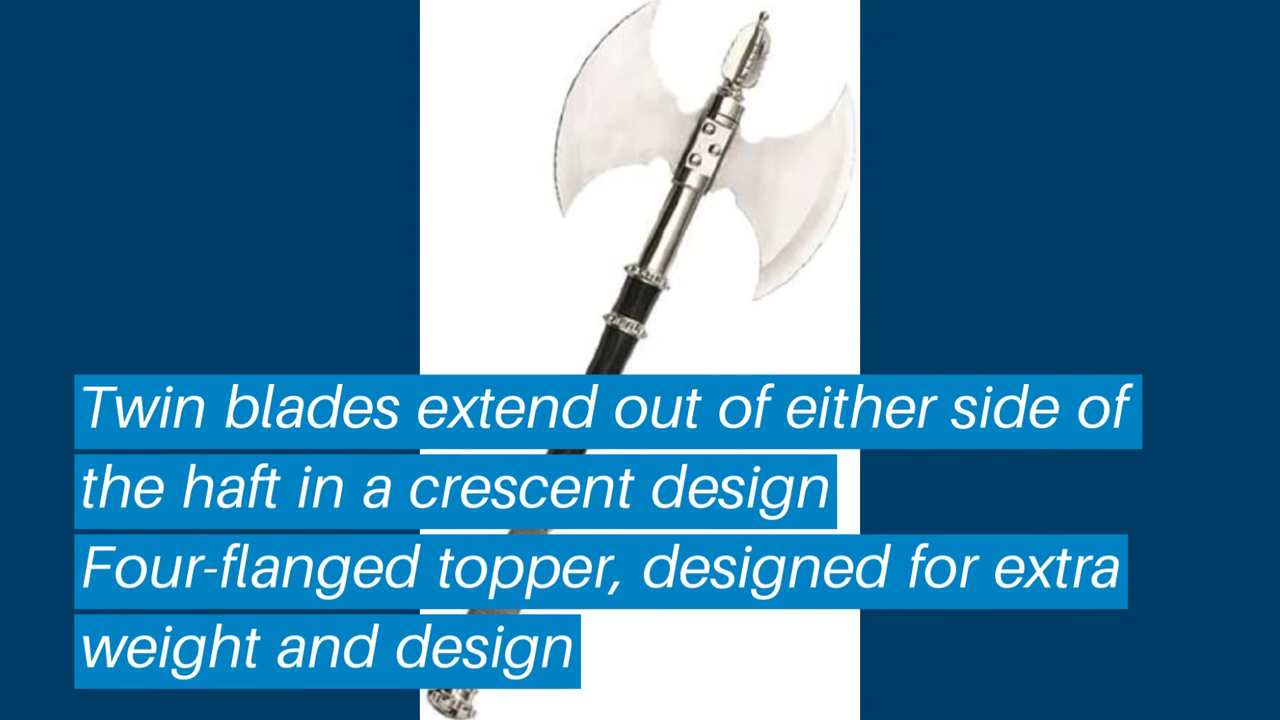 Twin blades extend out of either side of
the haft in a crescent design
Four-flanged topper, designed for extra
weight and design